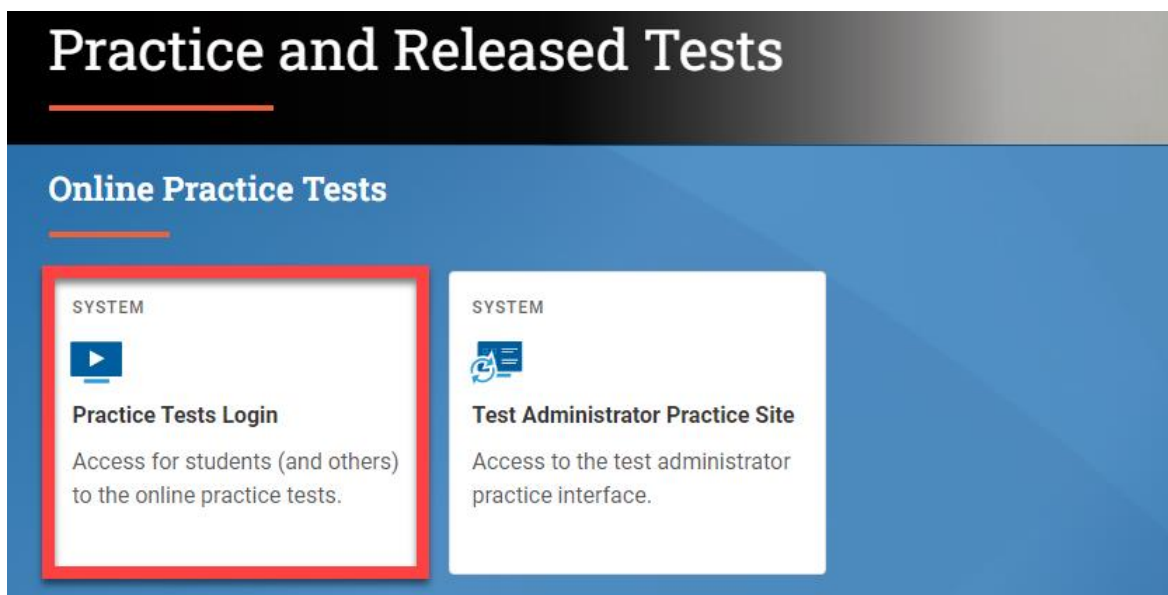 Practice and Released Tests
Online Practice Tests
SYSTEM
Practice Tests Login
Access for students (and others)
to the online practice tests.
SYSTEM
Test Administrator Practice Site
Access to the test administrator
practice interface.